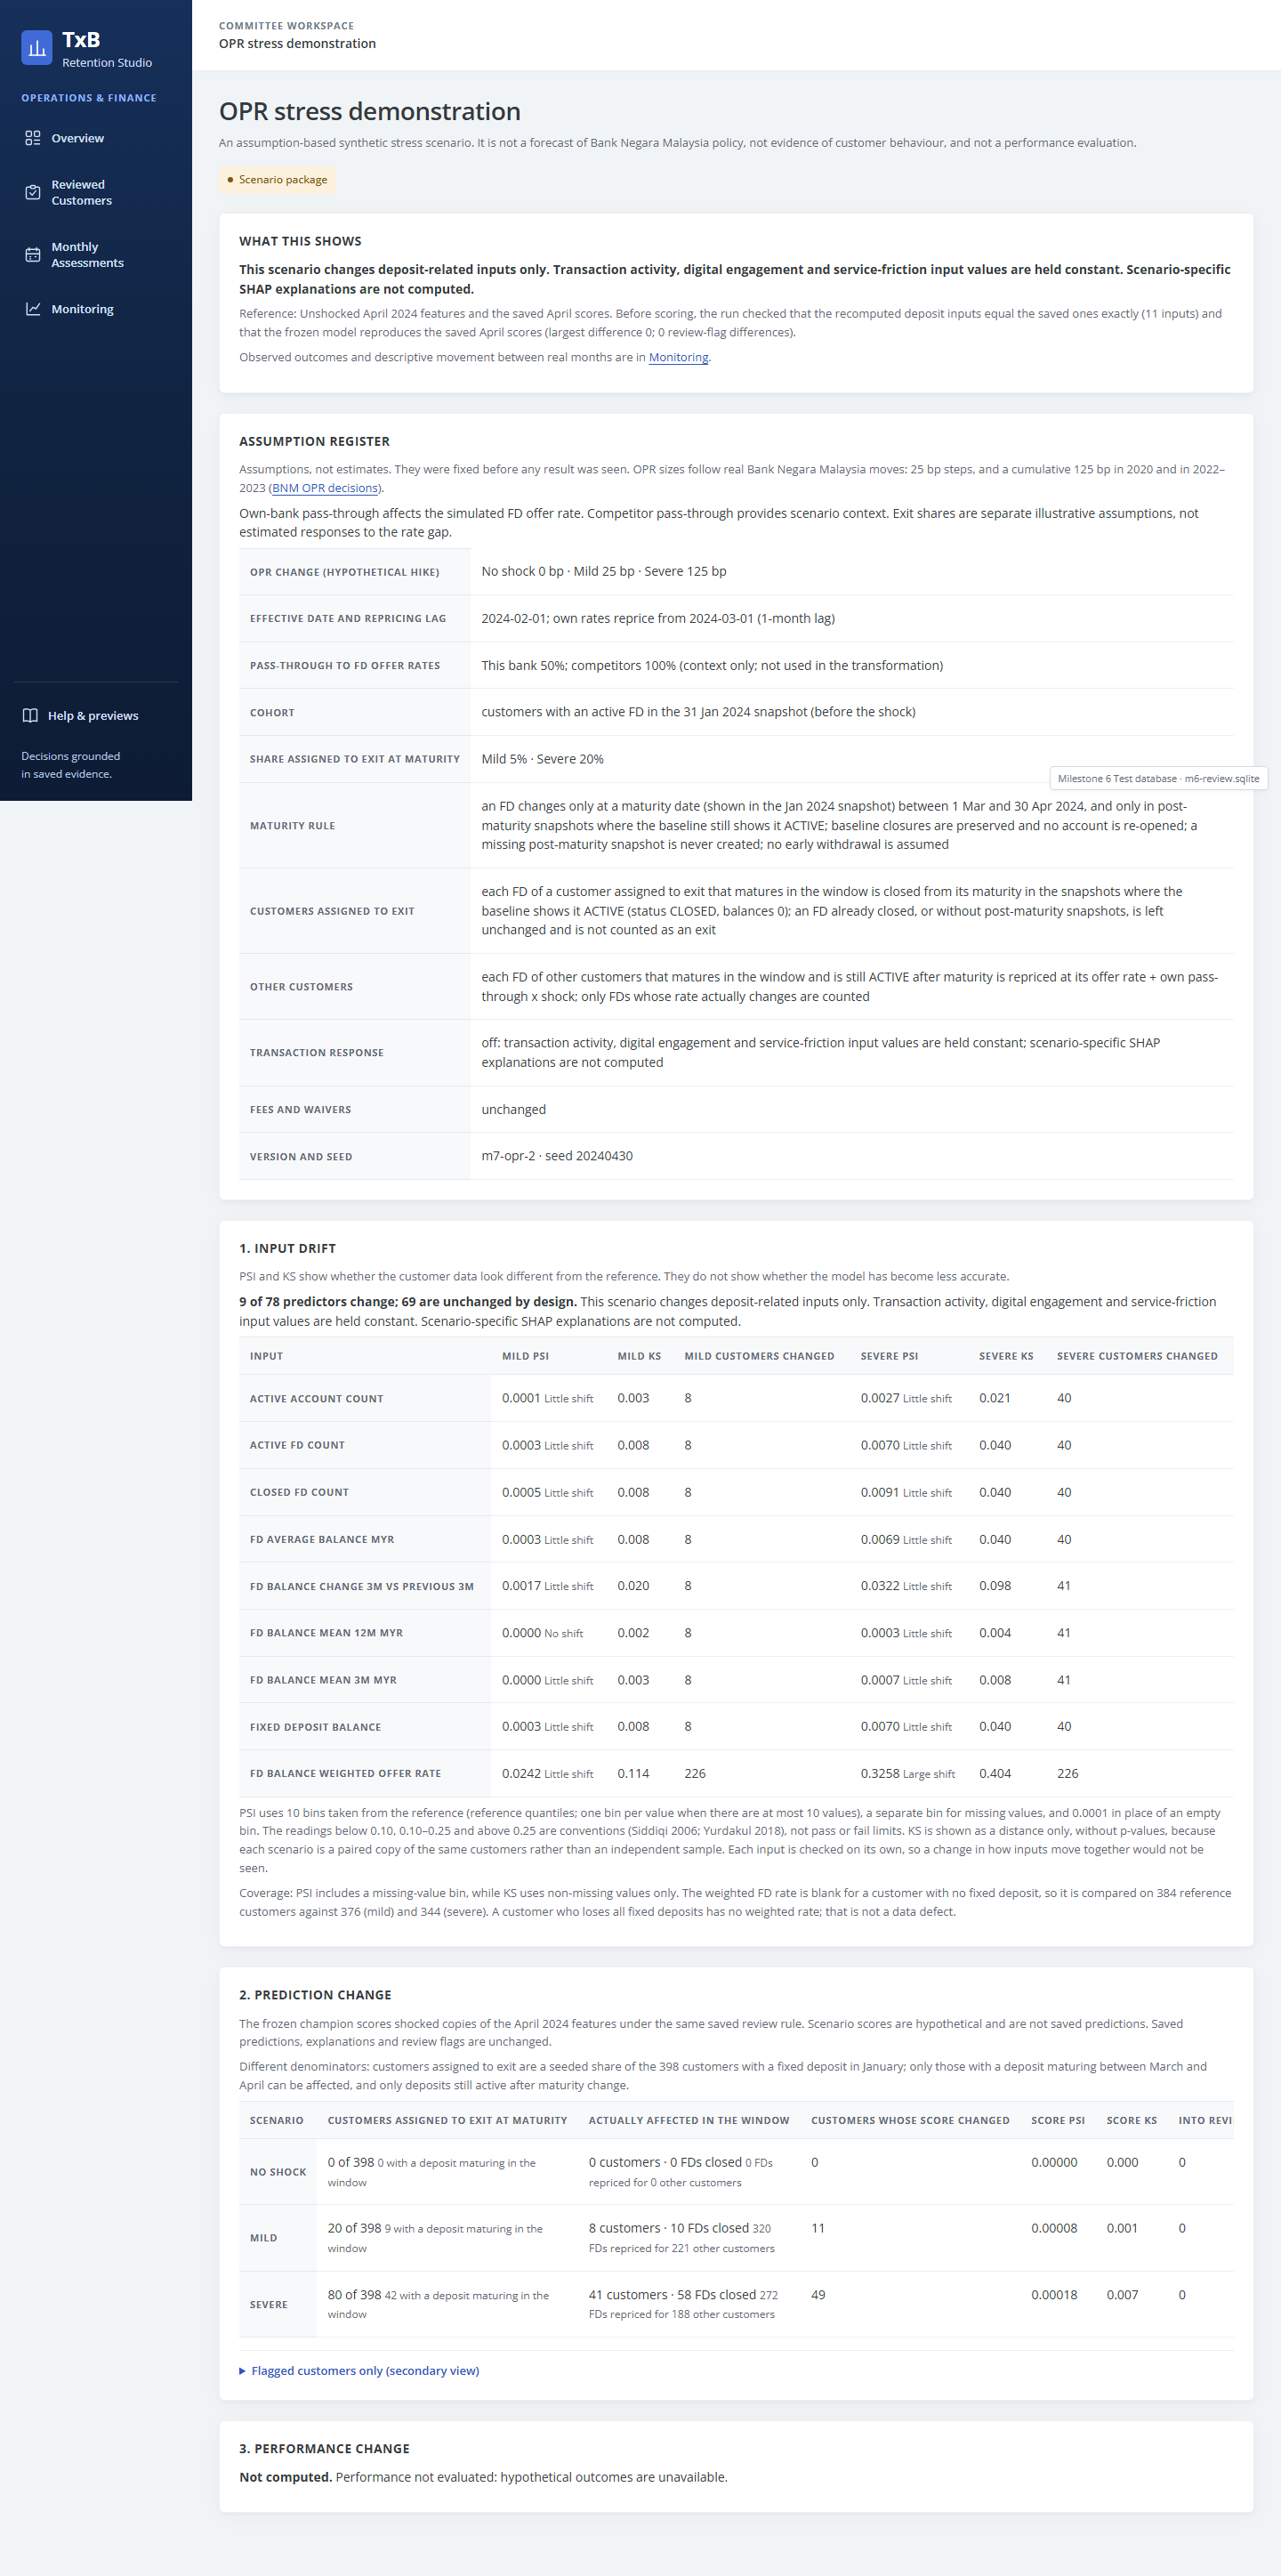 TxB
Retention Studio
OPERATIONS & FINANCE
Overview
Reviewed
Customers
Monthly
Assessments
Monitoring
Help & previews
Decisions grounded
in saved evidence.
COMMITTEE WORKSPACE
OPR stress demonstration
OPR stress demonstration
An assumption-based synthetic stress scenario. It is not a forecast of Bank Negara Malaysia policy, not evidence of customer behaviour, and not a performance evaluation.
Scenario package
WHAT THIS SHOWS
This scenario changes deposit-related inputs only. Transaction activity, digital engagement and service-friction input values are held constant. Scenario-specific
SHAP explanations are not computed.
Reference: Unshocked April 2024 features and the saved April scores. Before scoring, the run checked that the recomputed deposit inputs equal the saved ones exactly (11 inputs) and
that the frozen model reproduces the saved April scores (largest difference 0; 0 review-flag differences).
Observed outcomes and descriptive movement between real months are in Monitoring.
ASSUMPTION REGISTER
Assumptions, not estimates. They were fixed before any result was seen. OPR sizes follow real Bank Negara Malaysia moves: 25 bp steps, and a cumulative 125 bp in 2020 and in 2022–
2023 (BNM OPR decisions).
Own-bank pass-through affects the simulated FD offer rate. Competitor pass-through provides scenario context. Exit shares are separate illustrative assumptions, not
estimated responses to the rate gap.
OPR CHANGE (HYPOTHETICAL HIKE) No shock 0 bp · Mild 25 bp · Severe 125 bp
EFFECTIVE DATE AND REPRICING LAG 2024-02-01; own rates reprice from 2024-03-01 (1-month lag)
PASS-THROUGH TO FD OFFER RATES This bank 50%; competitors 100% (context only; not used in the transformation)
COHORT customers with an active FD in the 31 Jan 2024 snapshot (before the shock)
SHARE ASSIGNED TO EXIT AT MATURITY Mild 5% · Severe 20%
Milestone 6 Test database · m6-review.sqlite
MATURITY RULE an FD changes only at a maturity date (shown in the Jan 2024 snapshot) between 1 Mar and 30 Apr 2024, and only in post-
maturity snapshots where the baseline still shows it ACTIVE; baseline closures are preserved and no account is re-opened; a
missing post-maturity snapshot is never created; no early withdrawal is assumed
CUSTOMERS ASSIGNED TO EXIT each FD of a customer assigned to exit that matures in the window is closed from its maturity in the snapshots where the
baseline shows it ACTIVE (status CLOSED, balances 0); an FD already closed, or without post-maturity snapshots, is left
unchanged and is not counted as an exit
OTHER CUSTOMERS each FD of other customers that matures in the window and is still ACTIVE after maturity is repriced at its offer rate + own pass-
through x shock; only FDs whose rate actually changes are counted
TRANSACTION RESPONSE off: transaction activity, digital engagement and service-friction input values are held constant; scenario-specific SHAP
explanations are not computed
FEES AND WAIVERS unchanged
VERSION AND SEED m7-opr-2 · seed 20240430
1. INPUT DRIFT
PSI and KS show whether the customer data look different from the reference. They do not show whether the model has become less accurate.
9 of 78 predictors change; 69 are unchanged by design. This scenario changes deposit-related inputs only. Transaction activity, digital engagement and service-friction
input values are held constant. Scenario-specific SHAP explanations are not computed.
INPUT MILD PSI MILD KS MILD CUSTOMERS CHANGED SEVERE PSI SEVERE KS SEVERE CUSTOMERS CHANGED
ACTIVE ACCOUNT COUNT 0.0001 Little shift 0.003 8 0.0027 Little shift 0.021 40
ACTIVE FD COUNT 0.0003 Little shift 0.008 8 0.0070 Little shift 0.040 40
CLOSED FD COUNT 0.0005 Little shift 0.008 8 0.0091 Little shift 0.040 40
FD AVERAGE BALANCE MYR 0.0003 Little shift 0.008 8 0.0069 Little shift 0.040 40
FD BALANCE CHANGE 3M VS PREVIOUS 3M 0.0017 Little shift 0.020 8 0.0322 Little shift 0.098 41
FD BALANCE MEAN 12M MYR 0.0000 No shift 0.002 8 0.0003 Little shift 0.004 41
FD BALANCE MEAN 3M MYR 0.0000 Little shift 0.003 8 0.0007 Little shift 0.008 41
FIXED DEPOSIT BALANCE 0.0003 Little shift 0.008 8 0.0070 Little shift 0.040 40
FD BALANCE WEIGHTED OFFER RATE 0.0242 Little shift 0.114 226 0.3258 Large shift 0.404 226
PSI uses 10 bins taken from the reference (reference quantiles; one bin per value when there are at most 10 values), a separate bin for missing values, and 0.0001 in place of an empty
bin. The readings below 0.10, 0.10–0.25 and above 0.25 are conventions (Siddiqi 2006; Yurdakul 2018), not pass or fail limits. KS is shown as a distance only, without p-values, because
each scenario is a paired copy of the same customers rather than an independent sample. Each input is checked on its own, so a change in how inputs move together would not be
seen.
Coverage: PSI includes a missing-value bin, while KS uses non-missing values only. The weighted FD rate is blank for a customer with no fixed deposit, so it is compared on 384 reference
customers against 376 (mild) and 344 (severe). A customer who loses all fixed deposits has no weighted rate; that is not a data defect.
2. PREDICTION CHANGE
The frozen champion scores shocked copies of the April 2024 features under the same saved review rule. Scenario scores are hypothetical and are not saved predictions. Saved
predictions, explanations and review flags are unchanged.
Different denominators: customers assigned to exit are a seeded share of the 398 customers with a fixed deposit in January; only those with a deposit maturing between March and
April can be affected, and only deposits still active after maturity change.
SCENARIO CUSTOMERS ASSIGNED TO EXIT AT MATURITY ACTUALLY AFFECTED IN THE WINDOW CUSTOMERS WHOSE SCORE CHANGED SCORE PSI SCORE KS INTO REVI
NO SHOCK 0 of 398 0 with a deposit maturing in the window 0 customers · 0 FDs closed 0 FDs repriced for 0 other customers 0 0.00000 0.000 0
MILD 20 of 398 9 with a deposit maturing in the window 8 customers · 10 FDs closed 320 FDs repriced for 221 other customers 11 0.00008 0.001 0
SEVERE 80 of 398 42 with a deposit maturing in the window 41 customers · 58 FDs closed 272 FDs repriced for 188 other customers 49 0.00018 0.007 0
Flagged customers only (secondary view)
3. PERFORMANCE CHANGE
Not computed. Performance not evaluated: hypothetical outcomes are unavailable.